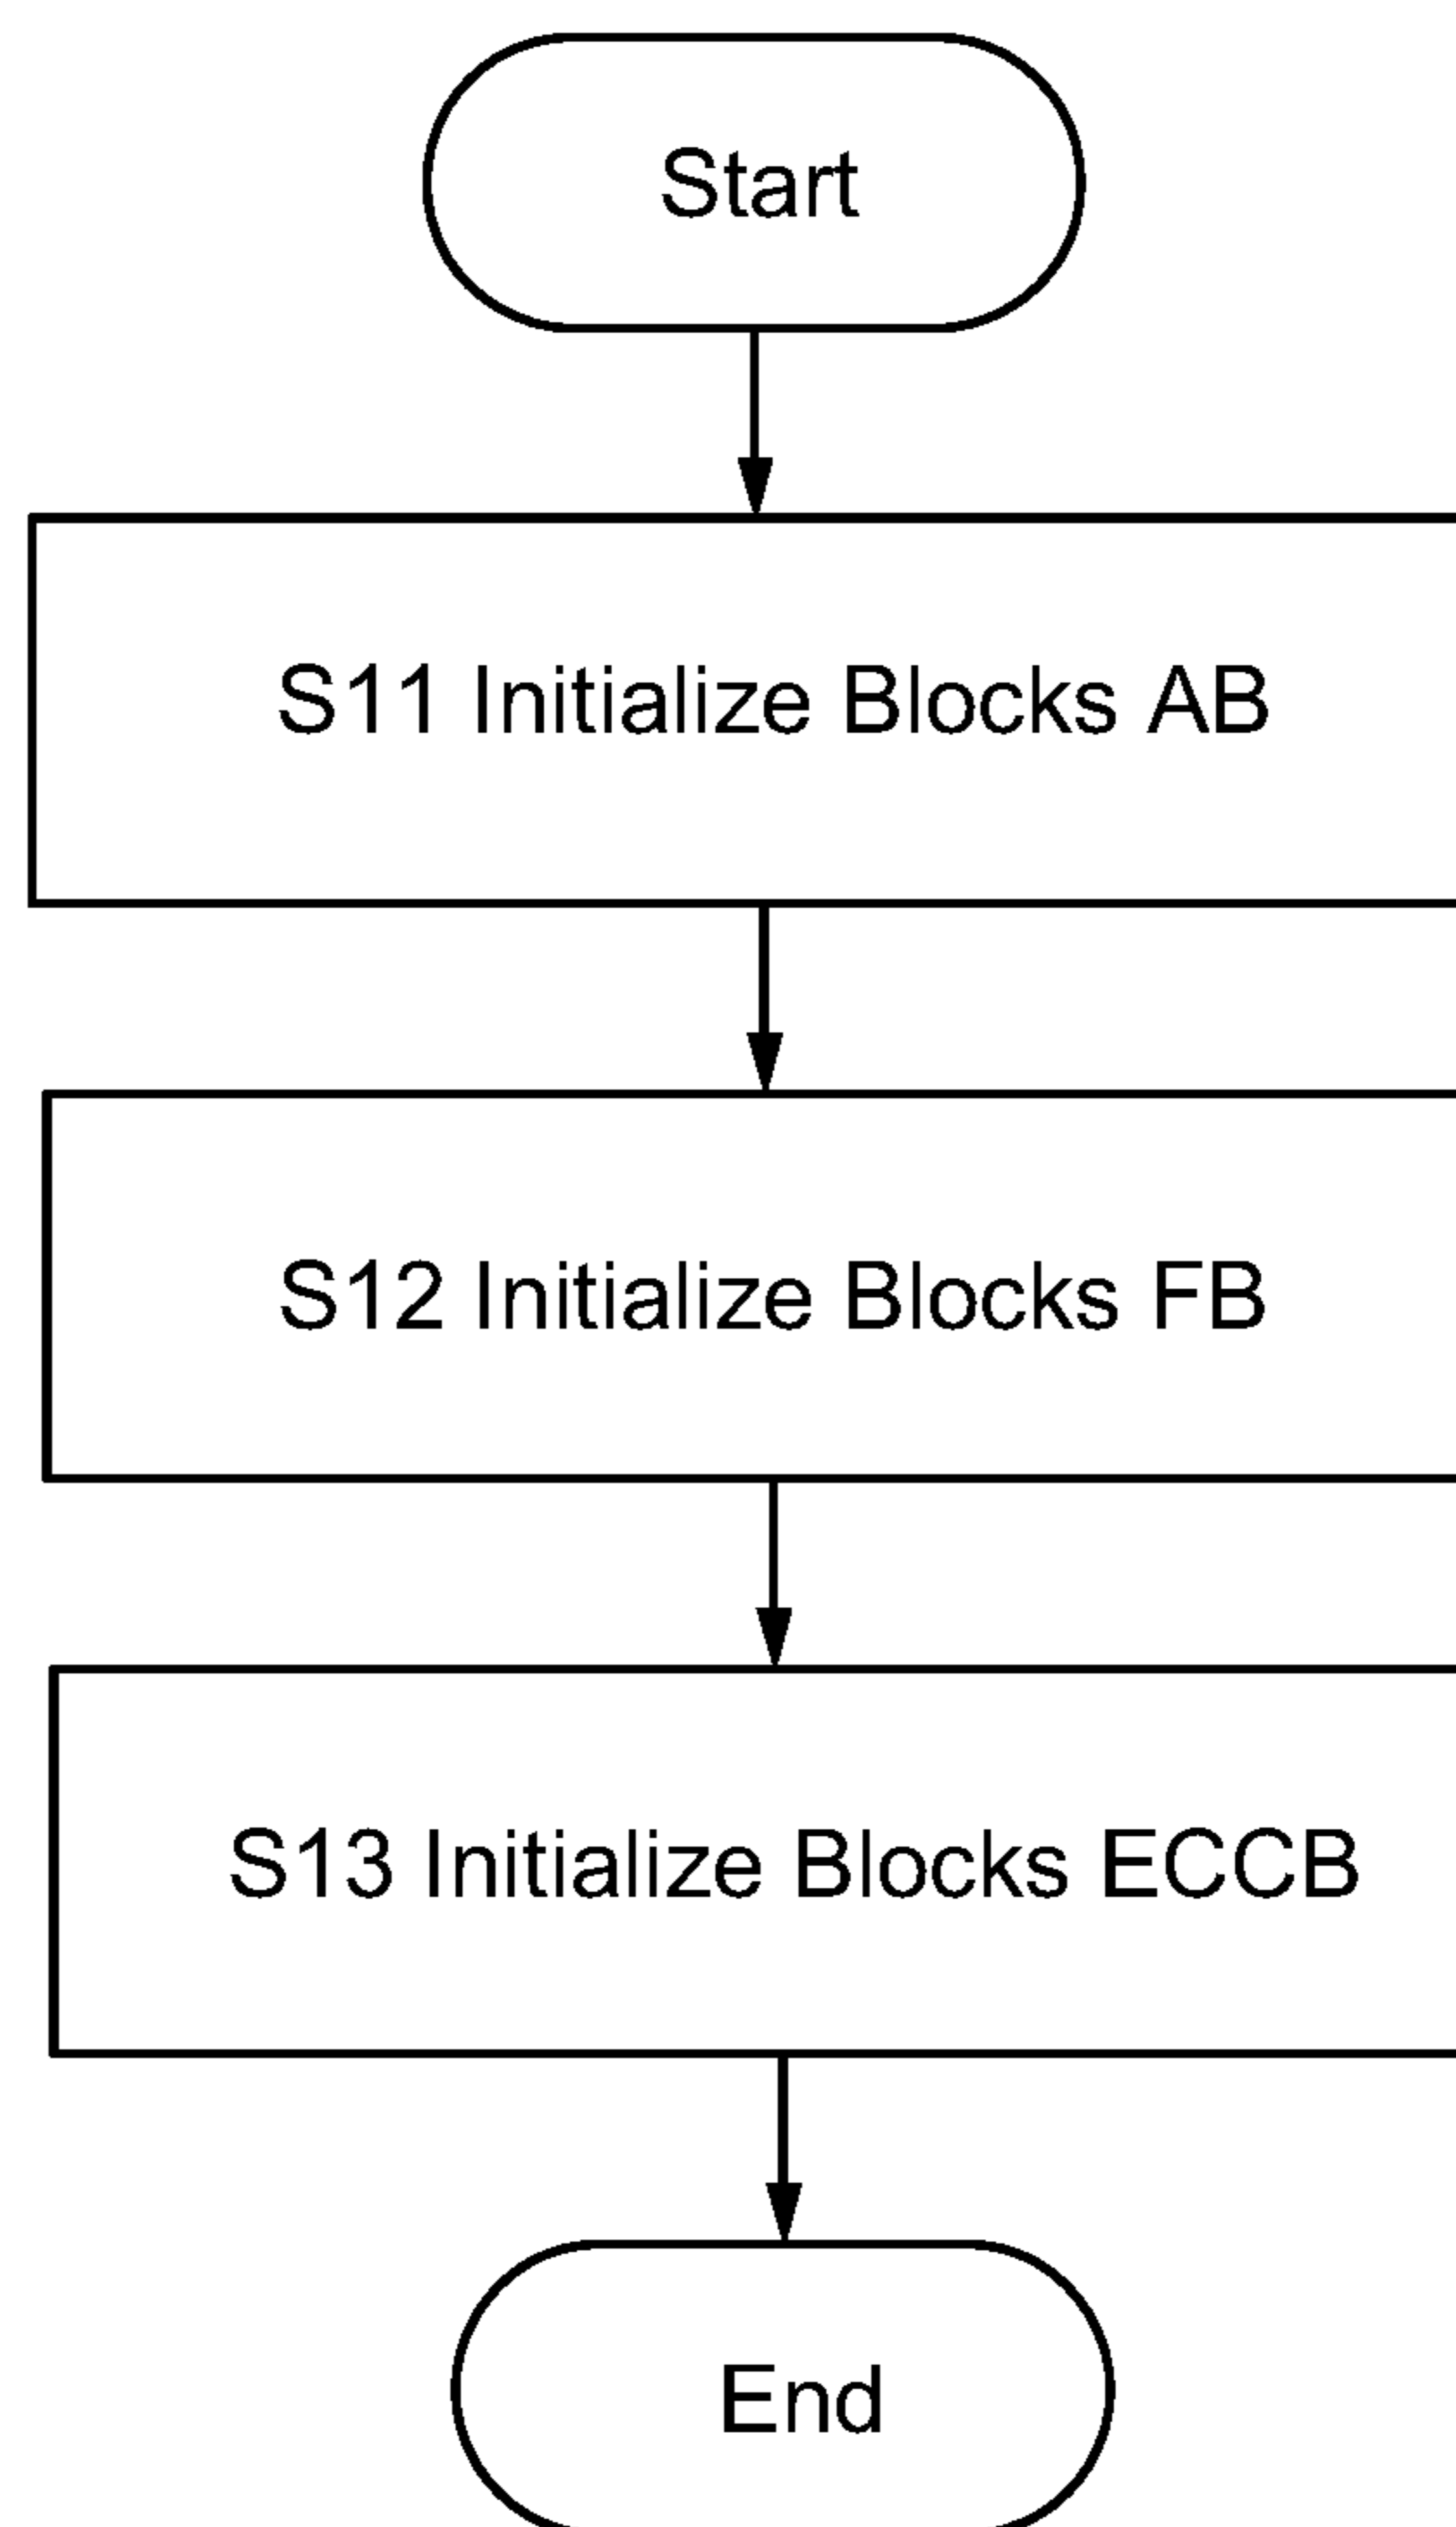 Start
S11 Initialize Blocks AB
S12 Initialize Blocks FB
S13 Initialize Blocks ECCB
End